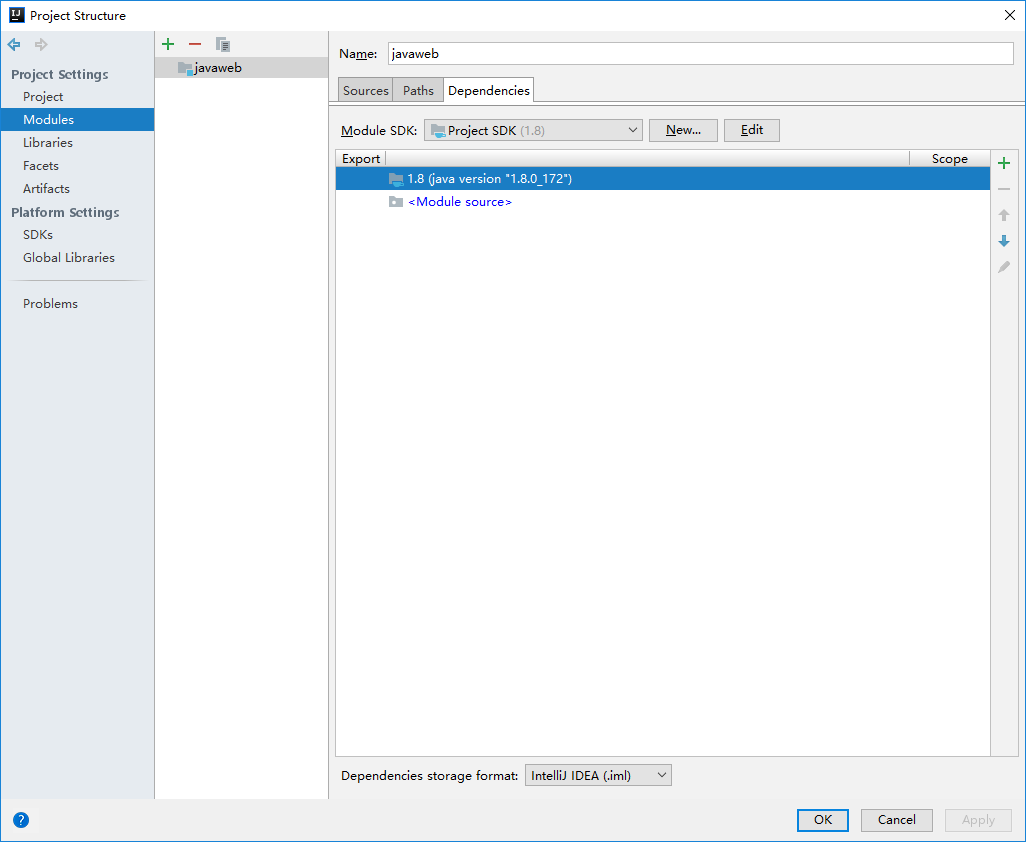 IJ Project Structure
Project Settings
Project
Modules
Libraries
Facets
Artifacts
Platform Settings
SDKs
Global Libraries
Problems
javaweb
Name: javaweb
Sources Paths Dependencies
Module SDK: Project SDK (1.8) New... Edit
Export Scope
1.8 (java version "1.8.0_172")
<Module source>
Dependencies storage format: IntelliJ IDEA (.iml)
? OK Cancel Apply